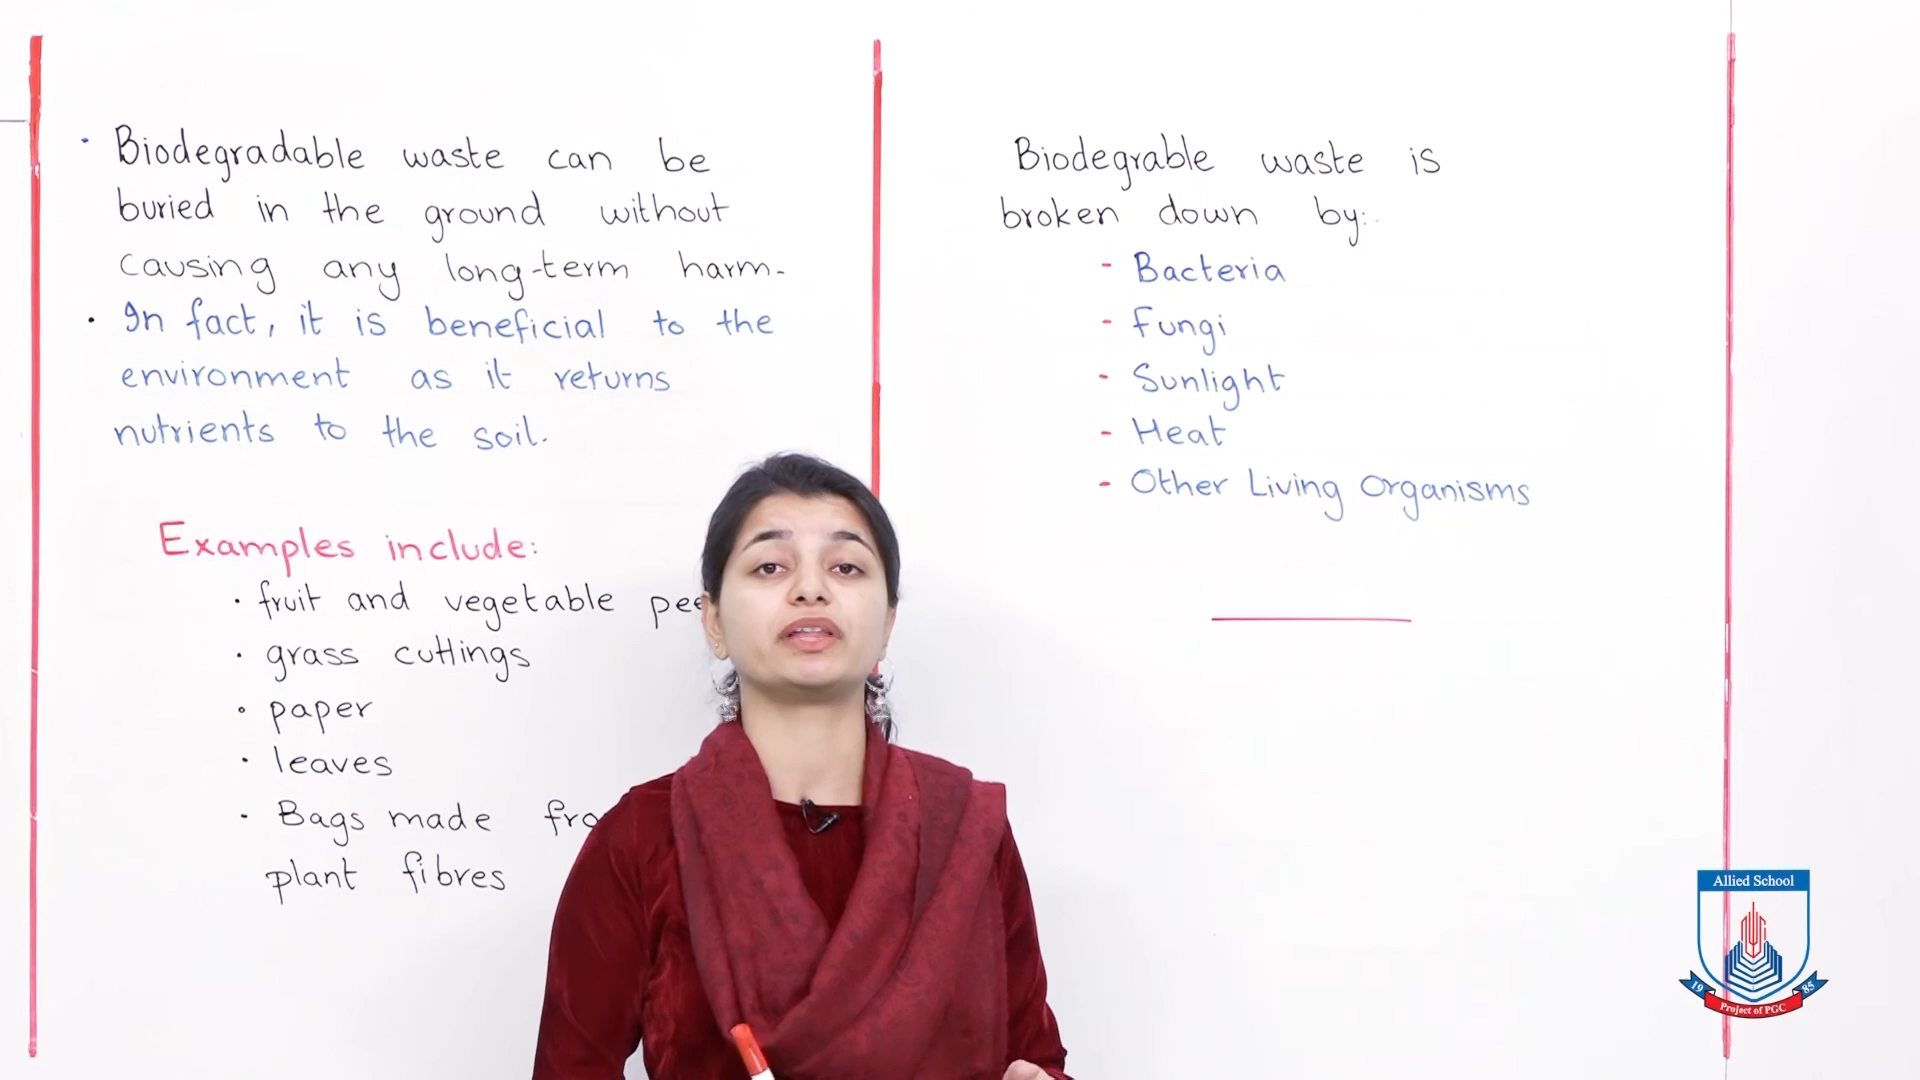 • Biodegradable waste can be
buried in the ground without
causing any long-term harm.
• In fact, it is beneficial to the
environment as it returns
nutrients to the soil.
Examples include:
• fruit and vegetable
• grass cuttings
• paper
• leaves
• Bags made
plant fibres
Biodegrable waste is
broken down by:
- Bacteria
- Fungi
- Sunlight
- Heat
- Other Living Organisms
Allied School
19 85
Project of PGC